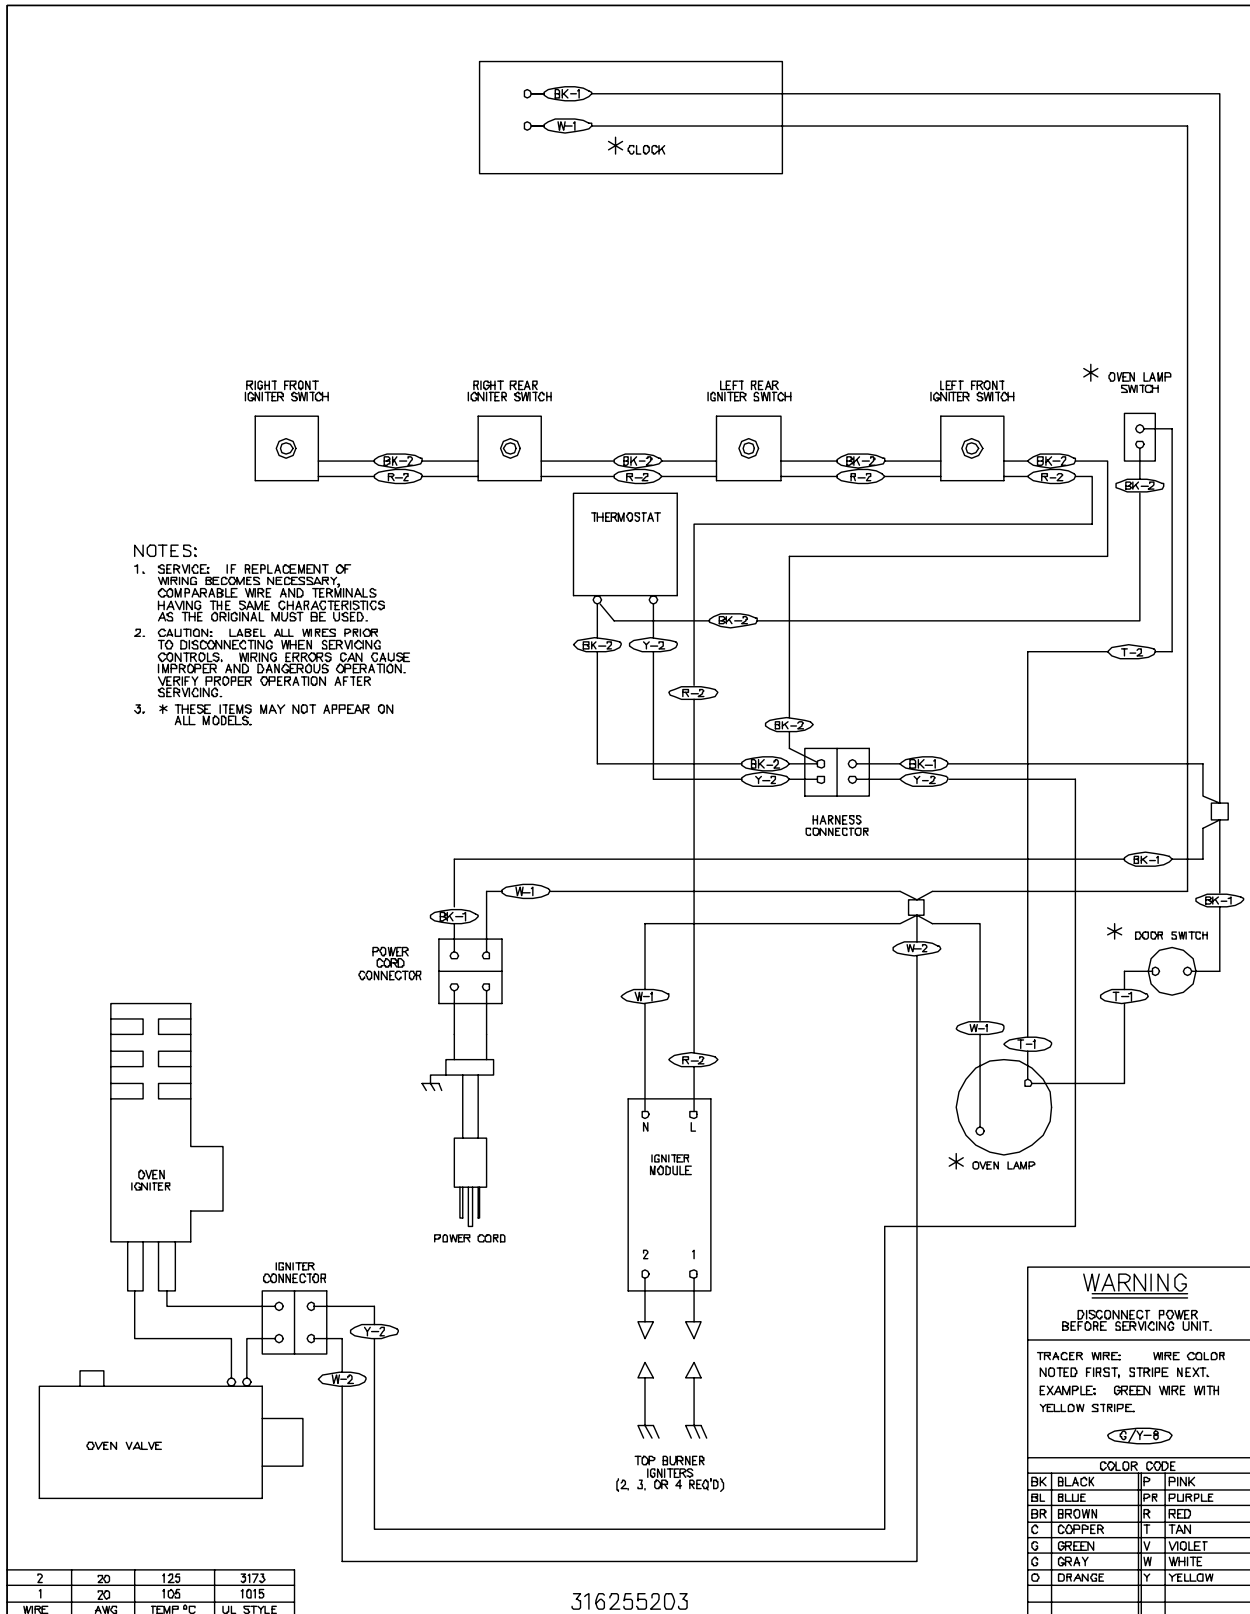 BK-1
W-1
* CLOCK
RIGHT FRONT
IGNITER SWITCH
RIGHT REAR
IGNITER SWITCH
LEFT REAR
IGNITER SWITCH
LEFT FRONT
IGNITER SWITCH
* OVEN LAMP
SWITCH
BK-2
R-2
BK-2
R-2
BK-2
R-2
BK-2
R-2
BK-2
THERMOSTAT
NOTES:
1. SERVICE: IF REPLACEMENT OF
WIRING BECOMES NECESSARY,
COMPARABLE WIRE AND TERMINALS
HAVING THE SAME CHARACTERISTICS
AS THE ORIGINAL MUST BE USED.
2. CAUTION: LABEL ALL WIRES PRIOR
TO DISCONNECTING WHEN SERVICING
CONTROLS. WIRING ERRORS CAN CAUSE
IMPROPER AND DANGEROUS OPERATION.
VERIFY PROPER OPERATION AFTER
SERVICING.
3. * THESE ITEMS MAY NOT APPEAR ON
ALL MODELS.
BK-2
BK-2
Y-2
T-2
R-2
BK-2
BK-2
Y-2
BK-1
Y-2
HARNESS
CONNECTOR
BK-1
W-1
BK-1
BK-1
W-2
* DOOR SWITCH
POWER
CORD
CONNECTOR
W-1
T-1
W-1
T-1
R-2
N
L
IGNITER
MODULE
* OVEN LAMP
OVEN
IGNITER
POWER CORD
2
1
IGNITER
CONNECTOR
Y-2
W-2
OVEN VALVE
TOP BURNER
IGNITERS
(2, 3, OR 4 REQ'D)
WARNING
DISCONNECT POWER
BEFORE SERVICING UNIT.
TRACER WIRE: WIRE COLOR
NOTED FIRST, STRIPE NEXT.
EXAMPLE: GREEN WIRE WITH
YELLOW STRIPE.
G/Y-8
COLOR CODE
BK BLACK P PINK
BL BLUE PR PURPLE
BR BROWN R RED
C COPPER T TAN
G GREEN V VIOLET
G GRAY W WHITE
O ORANGE Y YELLOW
2 20 125 3173
1 20 105 1015
WIRE AWG TEMP °C UL STYLE
316255203